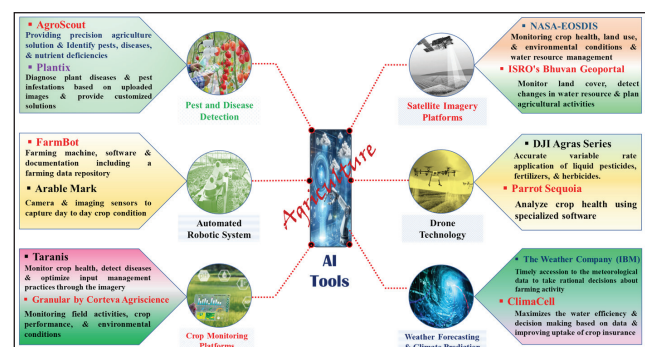 AgroScout
Providing precision agriculture
solution & Identify pests, diseases,
& nutrient deficiencies
Plantix
Diagnose plant diseases & pest
infestations based on uploaded
images & provide customized
solutions
Pest and Disease
Detection
FarmBot
Farming machine, software &
documentation including a
farming data repository
Arable Mark
Camera & imaging sensors to
capture day to day crop condition
Automated
Robotic System
Taranis
Monitor crop health, detect diseases
& optimize input management
practices through the imagery
Granular by Corteva Agriscience
Monitoring field activities, crop
performance, & environmental
conditions
Crop Monitoring
Platforms
Agriculture
AI
Tools
Satellite Imagery
Platforms
NASA-EOSDIS
Monitoring crop health, land use,
& environmental conditions &
water resource management
ISRO's Bhuvan Geoportal
Monitor land cover, detect
changes in water resource & plan
agricultural activities
Drone
Technology
DJI Agras Series
Accurate variable rate
application of liquid pesticides,
fertilizers, & herbicides.
Parrot Sequoia
Analyze crop health using
specialized software
Weather Forecasting
& Climate Prediction
The Weather Company (IBM)
Timely accession to the meteorological
data to take rational decisions about
farming activity
ClimaCell
Maximizes the water efficiency &
decision making based on data &
improving uptake of crop insurance